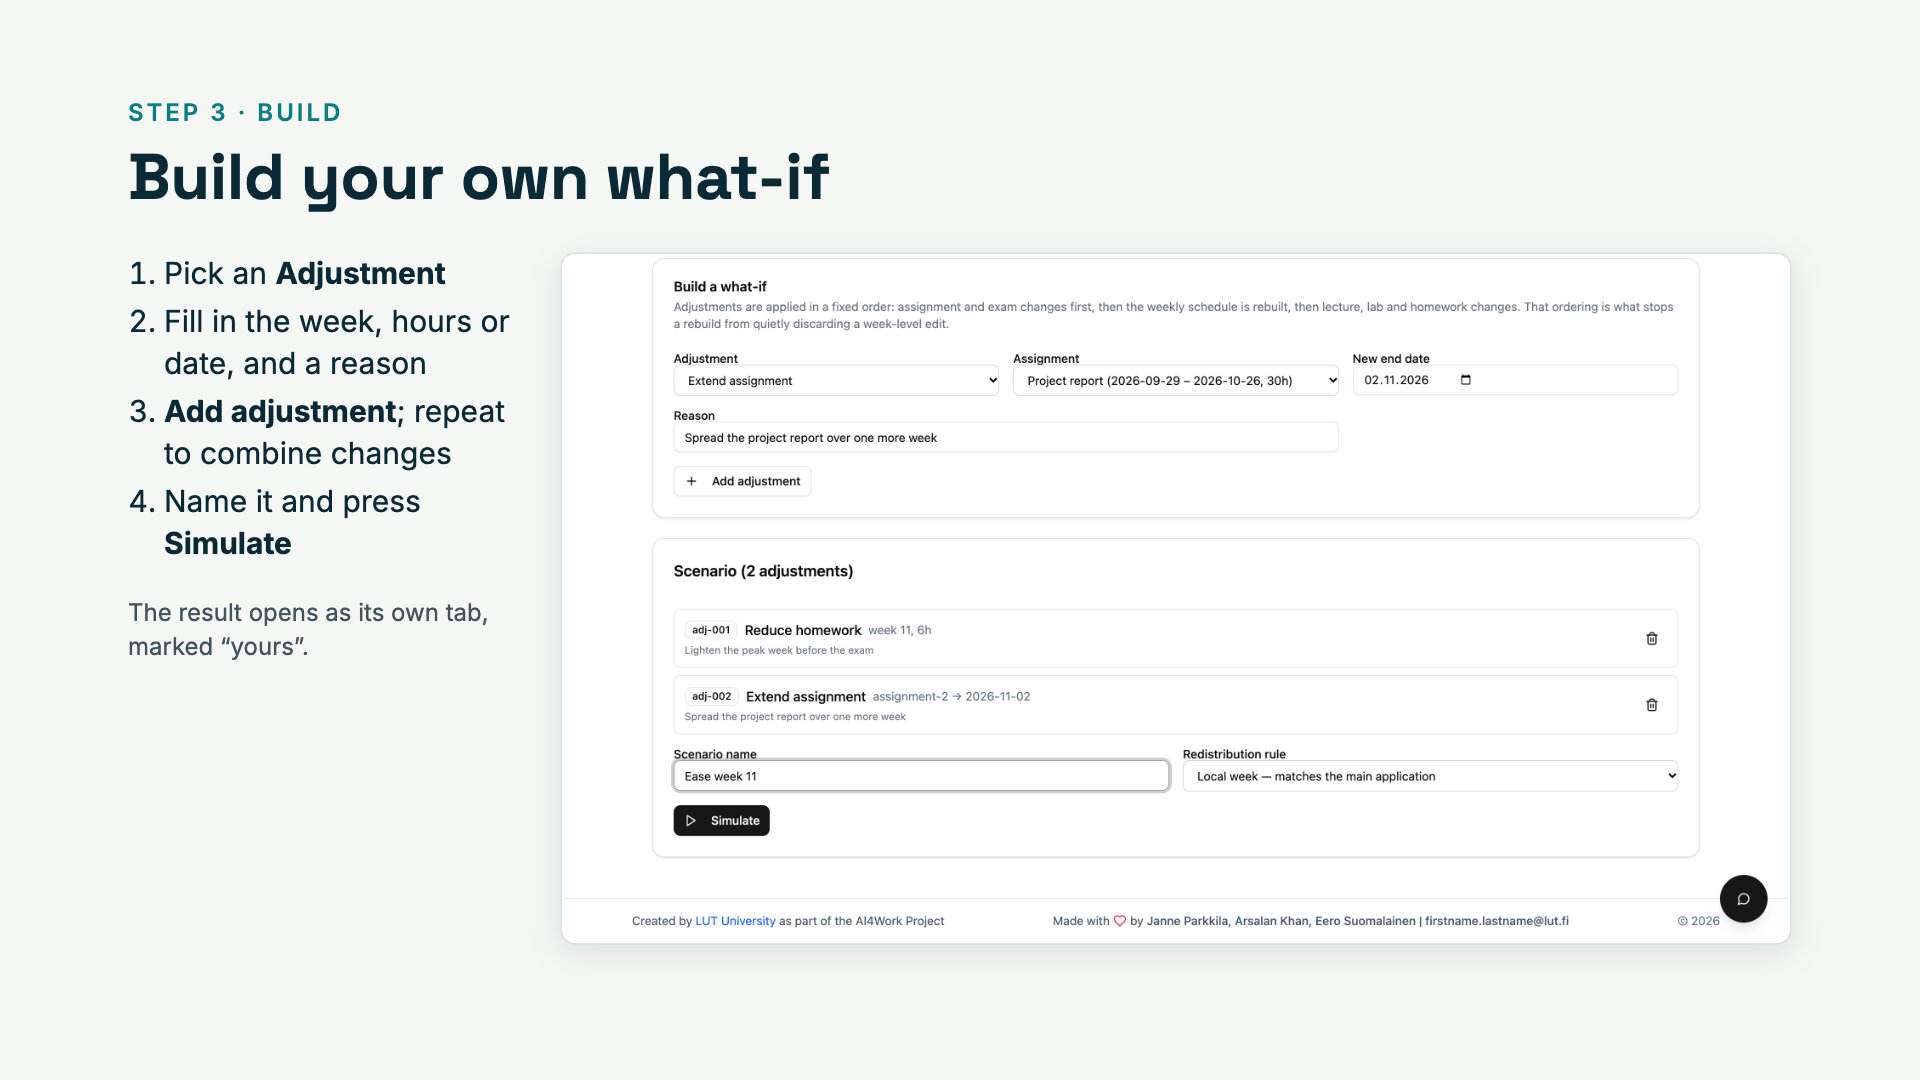 STEP 3 · BUILD
Build your own what-if
1. Pick an Adjustment
2. Fill in the week, hours or
date, and a reason
3. Add adjustment; repeat
to combine changes
4. Name it and press
Simulate
The result opens as its own tab,
marked “yours”.
Build a what-if
Adjustments are applied in a fixed order: assignment and exam changes first, then the weekly schedule is rebuilt, then lecture, lab and homework changes. That ordering is what stops
a rebuild from quietly discarding a week-level edit.
Adjustment
Assignment
New end date
Extend assignment
Project report (2026-09-29 – 2026-10-26, 30h)
02.11.2026
Reason
Spread the project report over one more week
+ Add adjustment
Scenario (2 adjustments)
adj-001 Reduce homework week 11, 6h
Lighten the peak week before the exam
adj-002 Extend assignment assignment-2 → 2026-11-02
Spread the project report over one more week
Scenario name
Redistribution rule
Ease week 11
Local week — matches the main application
Simulate
Created by LUT University as part of the AI4Work Project
Made with ♡ by Janne Parkkila, Arsalan Khan, Eero Suomalainen | firstname.lastname@lut.fi
© 2026